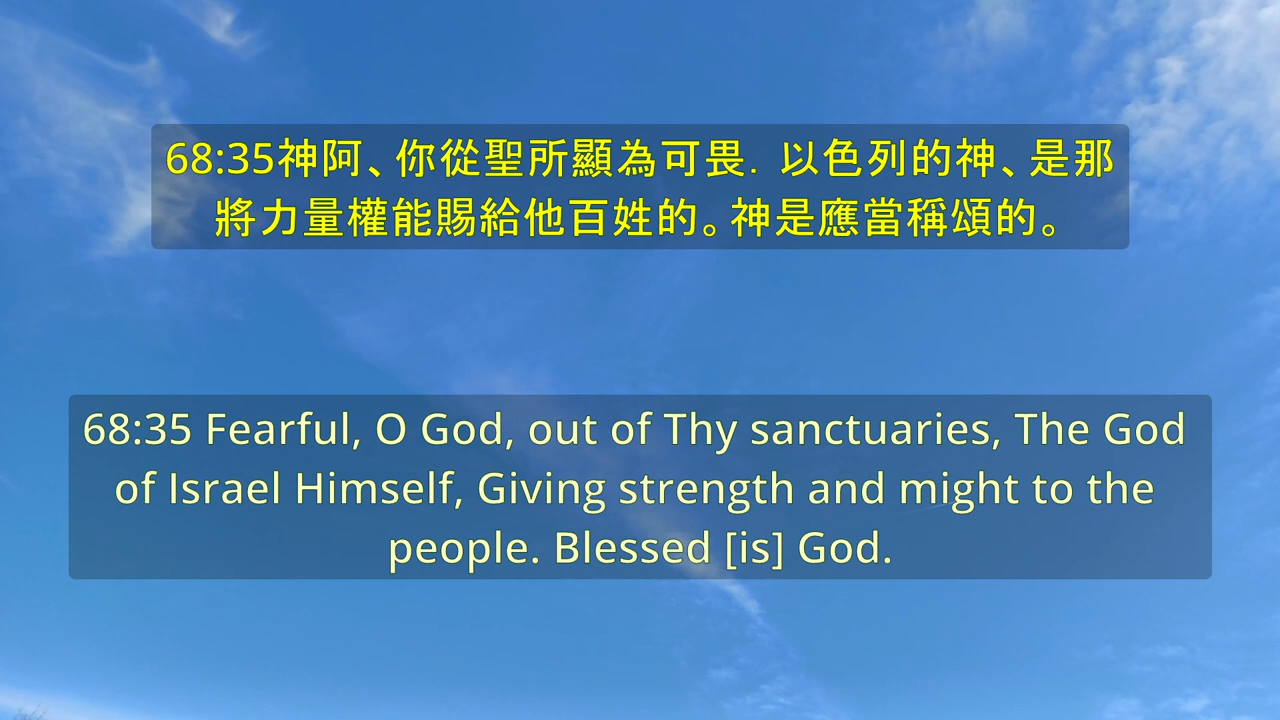 68:35神阿、你從聖所顯為可畏．以色列的神、是那
將力量權能賜給他百姓的。神是應當稱頌的。
68:35 Fearful, O God, out of Thy sanctuaries, The God
of Israel Himself, Giving strength and might to the
people. Blessed [is] God.